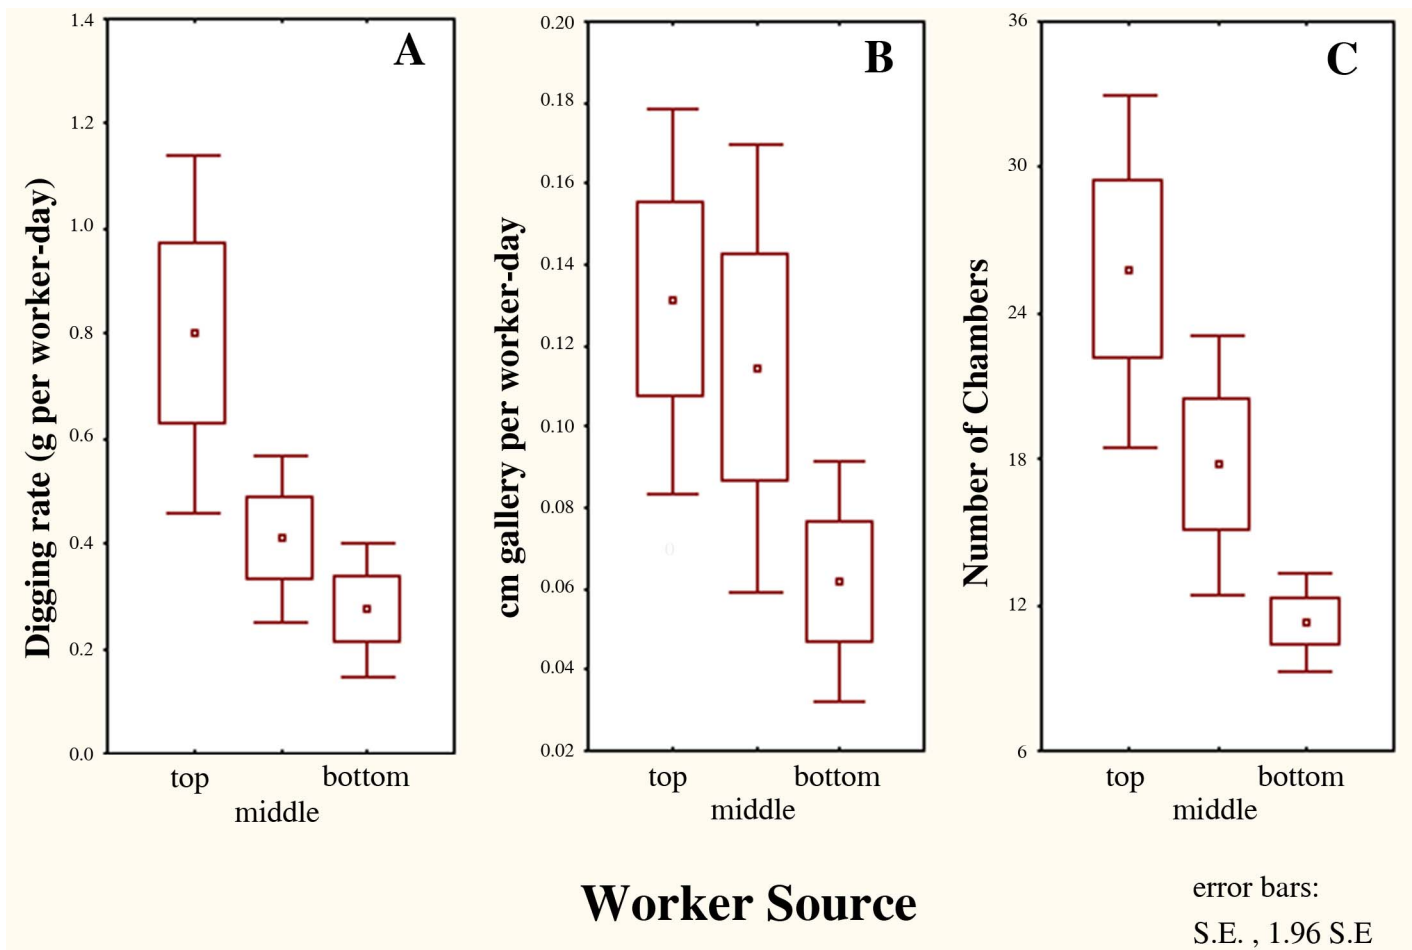 A
Digging rate (g per worker-day)
1.4
1.2
1.0
0.8
0.6
0.4
0.2
0.0
top
middle
bottom
B
cm gallery per worker-day
0.20
0.18
0.16
0.14
0.12
0.10
0.08
0.06
0.04
0.02
0
top
middle
bottom
C
Number of Chambers
36
30
24
18
12
6
top
middle
bottom
Worker Source
error bars:
S.E. , 1.96 S.E